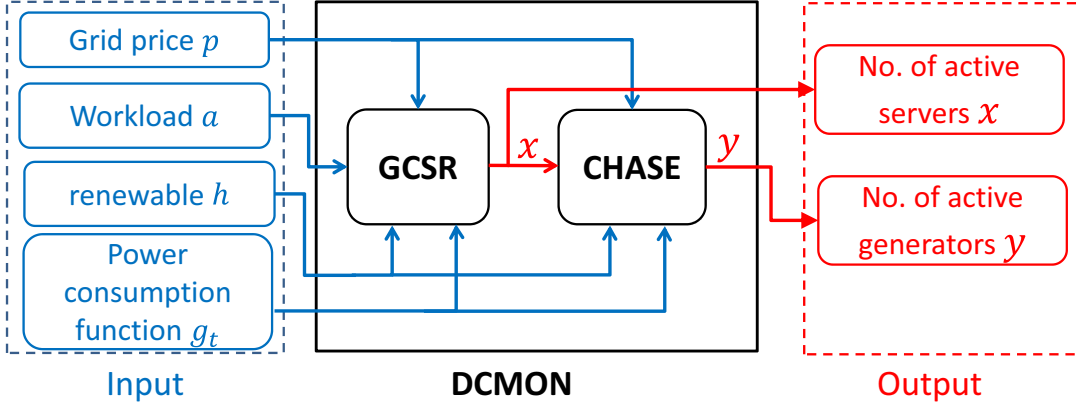 Grid price p
Workload a
renewable h
Power
consumption
function g_t
Input
GCSR
x
CHASE
y
DCMON
No. of active
servers x
No. of active
generators y
Output